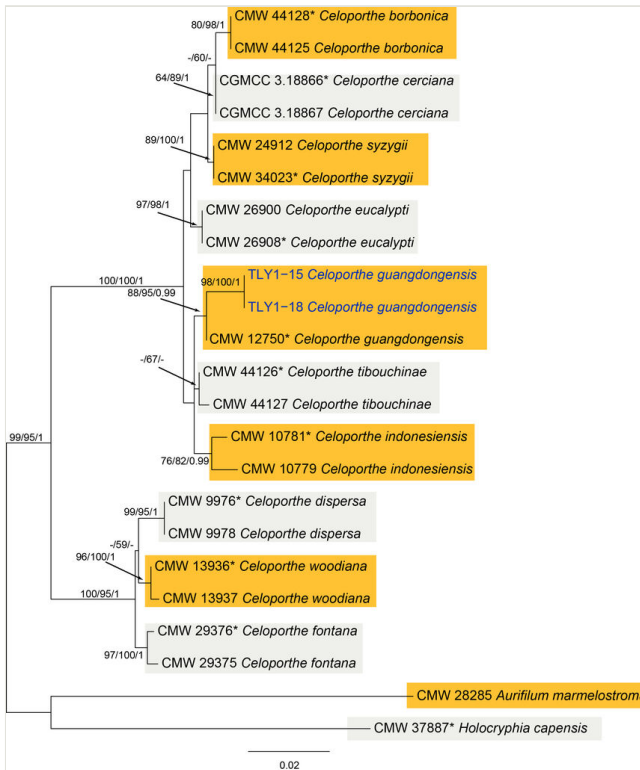 80/98/1
CMW 44128* Celoporthe borbonica
CMW 44125 Celoporthe borbonica
-/60/-
64/89/1
CGMCC 3.18866* Celoporthe cerciana
CGMCC 3.18867 Celoporthe cerciana
89/100/1
CMW 24912 Celoporthe syzygii
CMW 34023* Celoporthe syzygii
97/98/1
CMW 26900 Celoporthe eucalypti
CMW 26908* Celoporthe eucalypti
100/100/1
88/95/0.99
98/100/1
TLY1−15 Celoporthe guangdongensis
TLY1−18 Celoporthe guangdongensis
CMW 12750* Celoporthe guangdongensis
-/67/-
CMW 44126* Celoporthe tibouchinae
CMW 44127 Celoporthe tibouchinae
CMW 10781* Celoporthe indonesiensis
76/82/0.99
CMW 10779 Celoporthe indonesiensis
99/95/1
99/95/1
CMW 9976* Celoporthe dispersa
CMW 9978 Celoporthe dispersa
-/59/-
96/100/1
CMW 13936* Celoporthe woodiana
CMW 13937 Celoporthe woodiana
100/95/1
CMW 29376* Celoporthe fontana
97/100/1
CMW 29375 Celoporthe fontana
CMW 28285 Aurifilum marmelostroma
CMW 37887* Holocryphia capensis
0.02